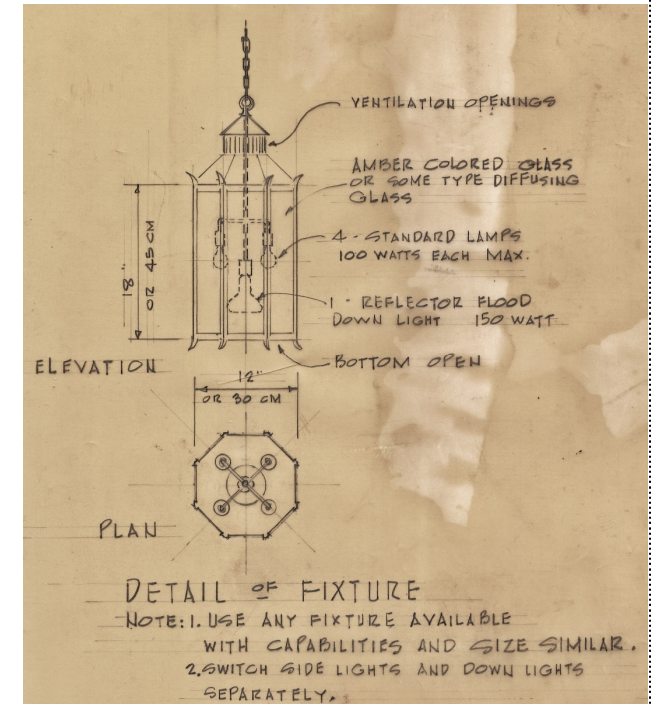 VENTILATION OPENINGS
AMBER COLORED GLASS
OR SOME TYPE DIFFUSING
GLASS
4 - STANDARD LAMPS
100 WATTS EACH MAX.
18"
OR 45 CM
1 - REFLECTOR FLOOD
DOWN LIGHT 150 WATT
BOTTOM OPEN
ELEVATION
12"
OR 30 CM
PLAN
DETAIL OF FIXTURE
NOTE: 1. USE ANY FIXTURE AVAILABLE
WITH CAPABILITIES AND SIZE SIMILAR.
2. SWITCH SIDE LIGHTS AND DOWN LIGHTS
SEPARATELY.